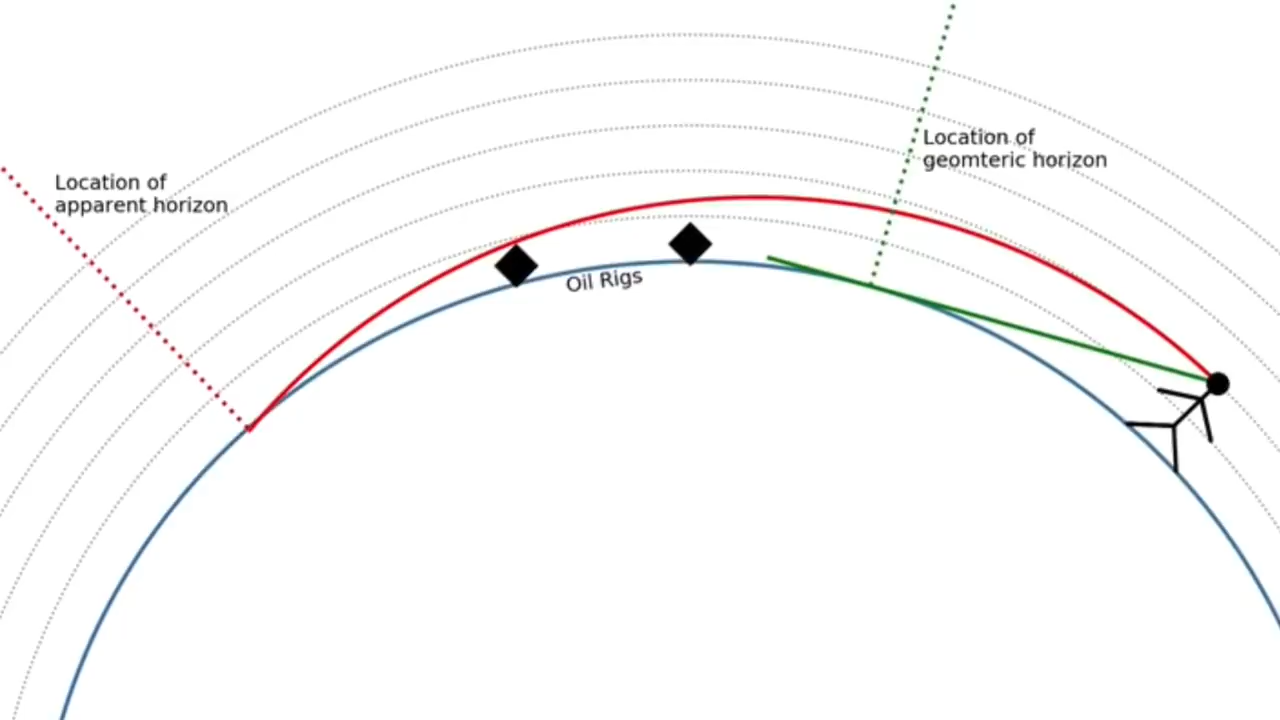 Location of
geomteric horizon
Location of
apparent horizon
Oil Rigs